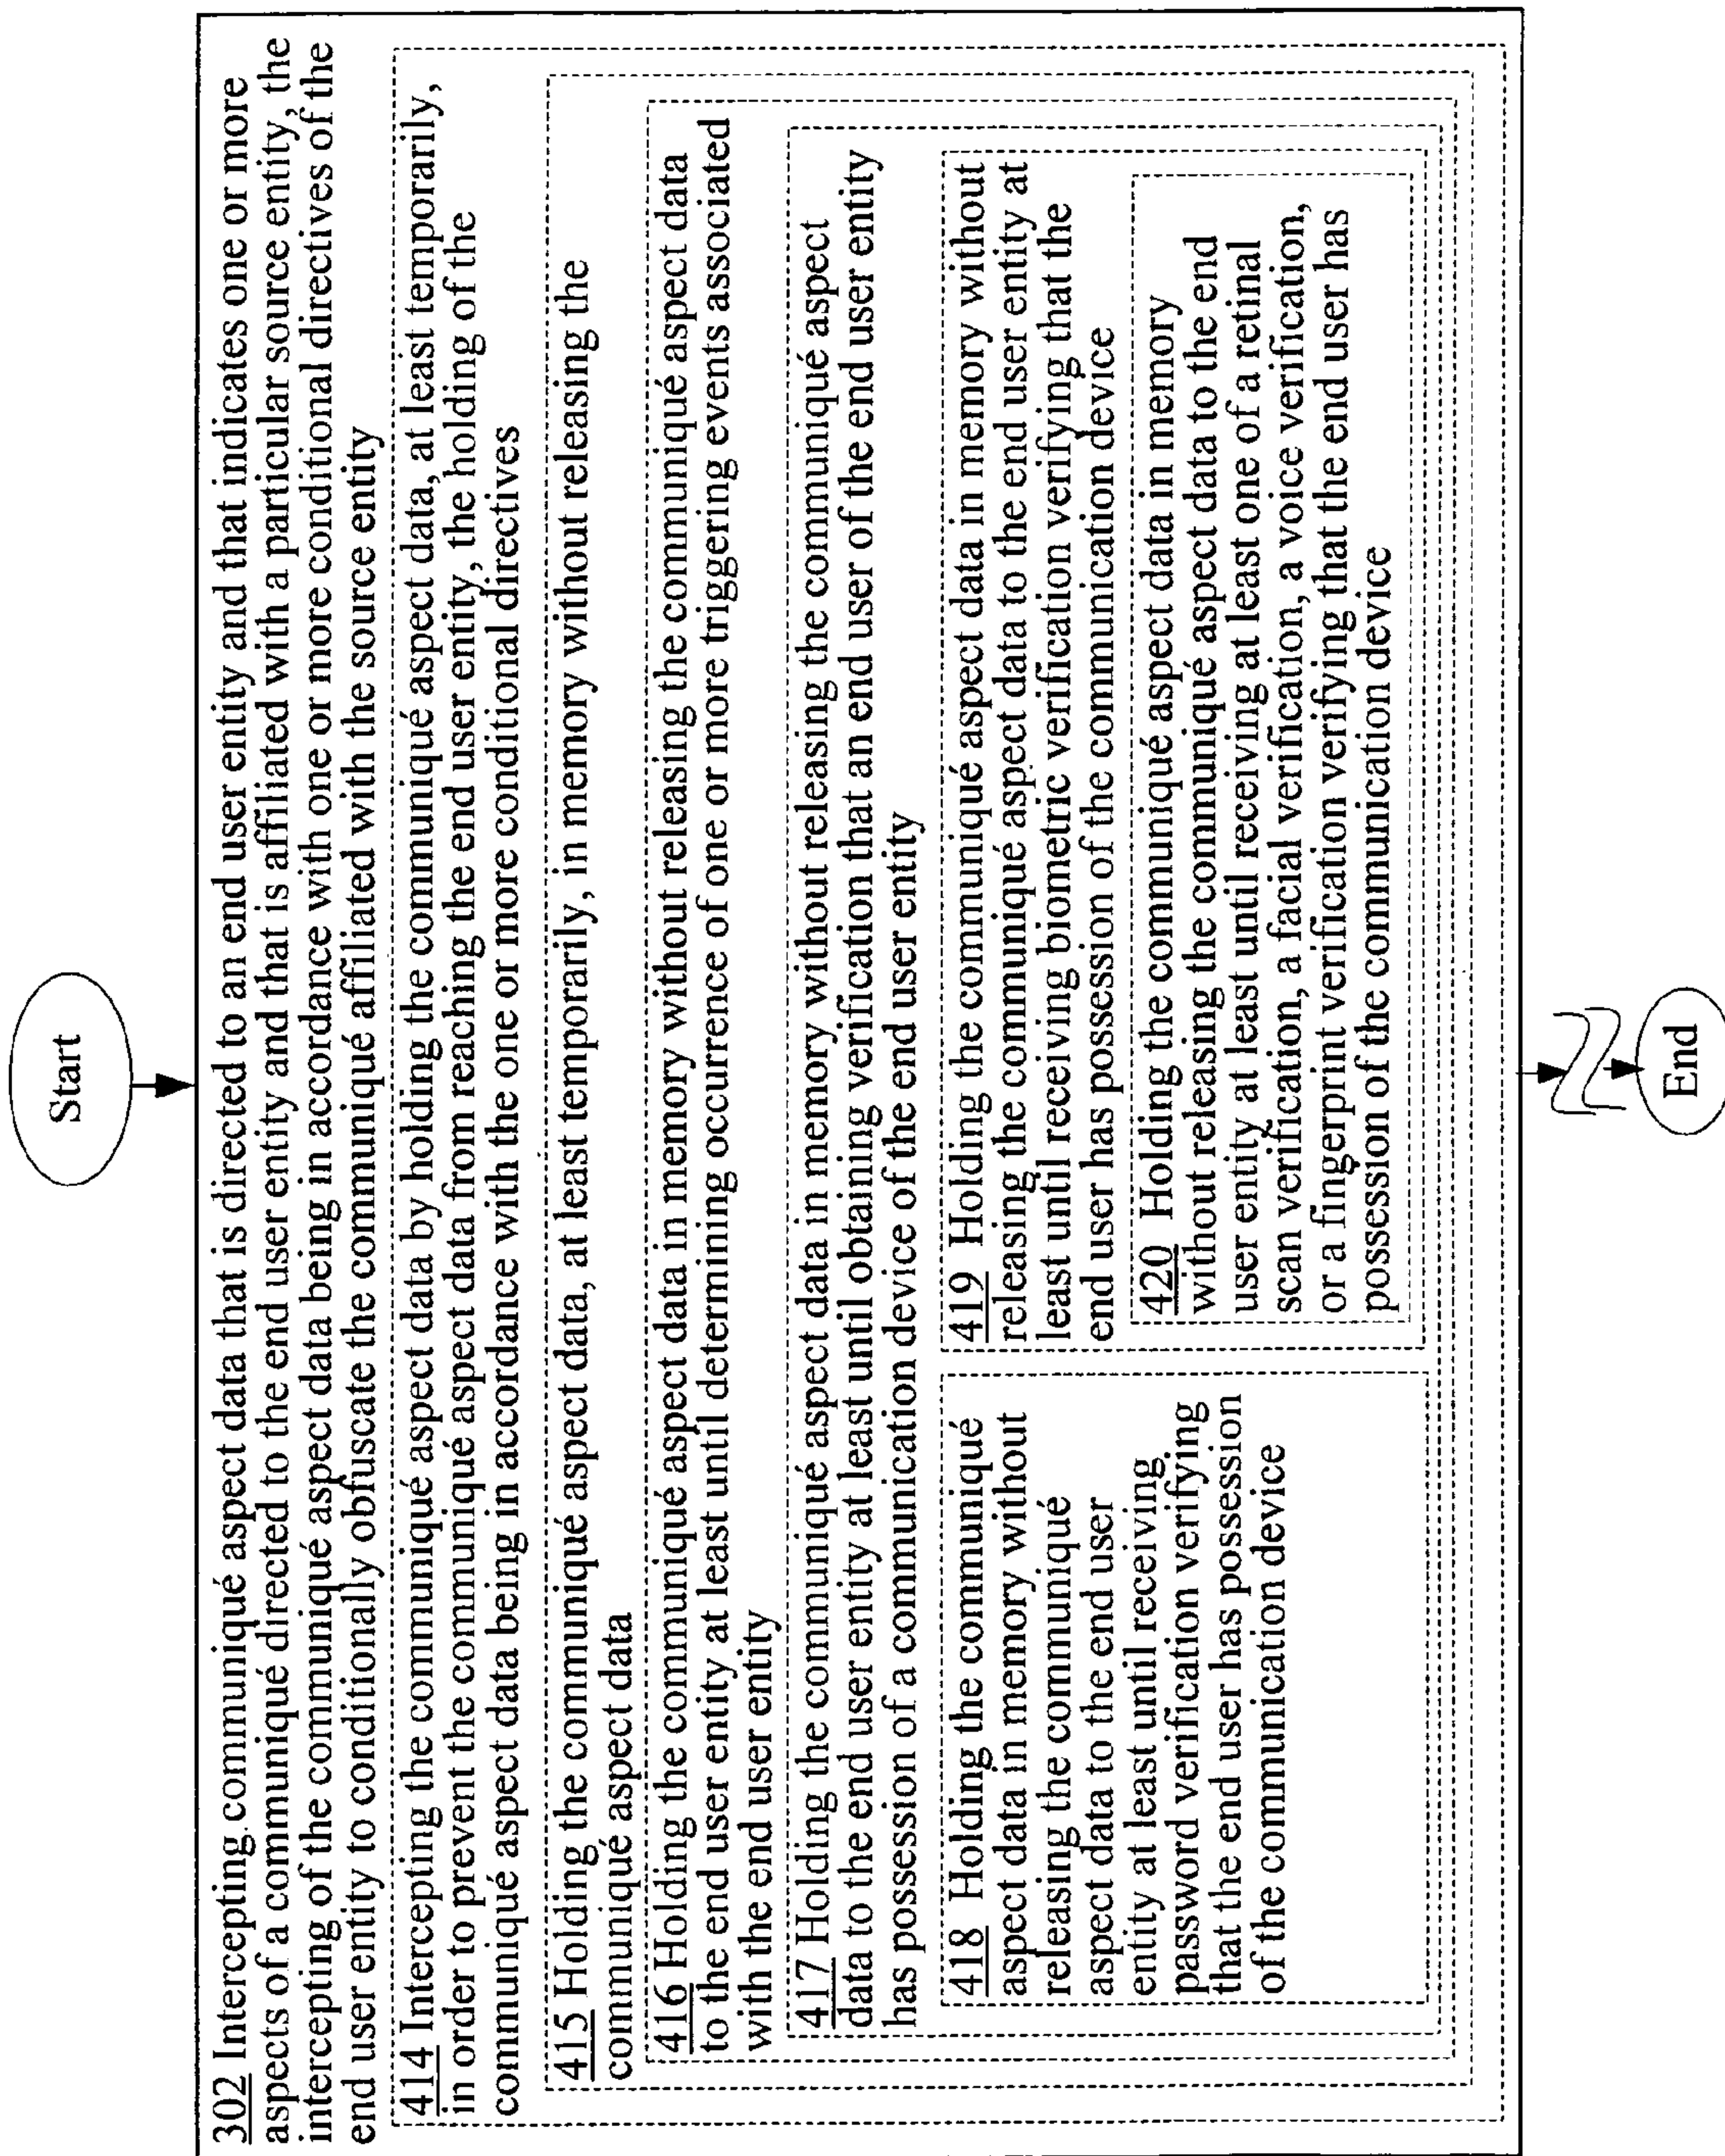 Start
302 Intercepting communiqué aspect data that is directed to an end user entity and that indicates one or more
aspects of a communiqué directed to the end user entity and that is affiliated with a particular source entity, the
intercepting of the communiqué aspect data being in accordance with one or more conditional directives of the
end user entity to conditionally obfuscate the communiqué affiliated with the source entity
414 Intercepting the communiqué aspect data by holding the communiqué aspect data, at least temporarily,
in order to prevent the communiqué aspect data from reaching the end user entity, the holding of the
communiqué aspect data being in accordance with the one or more conditional directives
415 Holding the communiqué aspect data, at least temporarily, in memory without releasing the
communiqué aspect data
416 Holding the communiqué aspect data in memory without releasing the communiqué aspect data
to the end user entity at least until determining occurrence of one or more triggering events associated
with the end user entity
417 Holding the communiqué aspect data in memory without releasing the communiqué aspect
data to the end user entity at least until obtaining verification that an end user of the end user entity
has possession of a communication device of the end user entity
418 Holding the communiqué
aspect data in memory without
releasing the communiqué
aspect data to the end user
entity at least until receiving
password verification verifying
that the end user has possession
of the communication device
419 Holding the communiqué aspect data in memory without
releasing the communiqué aspect data to the end user entity at
least until receiving biometric verification verifying that the
end user has possession of the communication device
420 Holding the communiqué aspect data in memory
without releasing the communiqué aspect data to the end
user entity at least until receiving at least one of a retinal
scan verification, a facial verification, a voice verification,
or a fingerprint verification verifying that the end user has
possession of the communication device
End